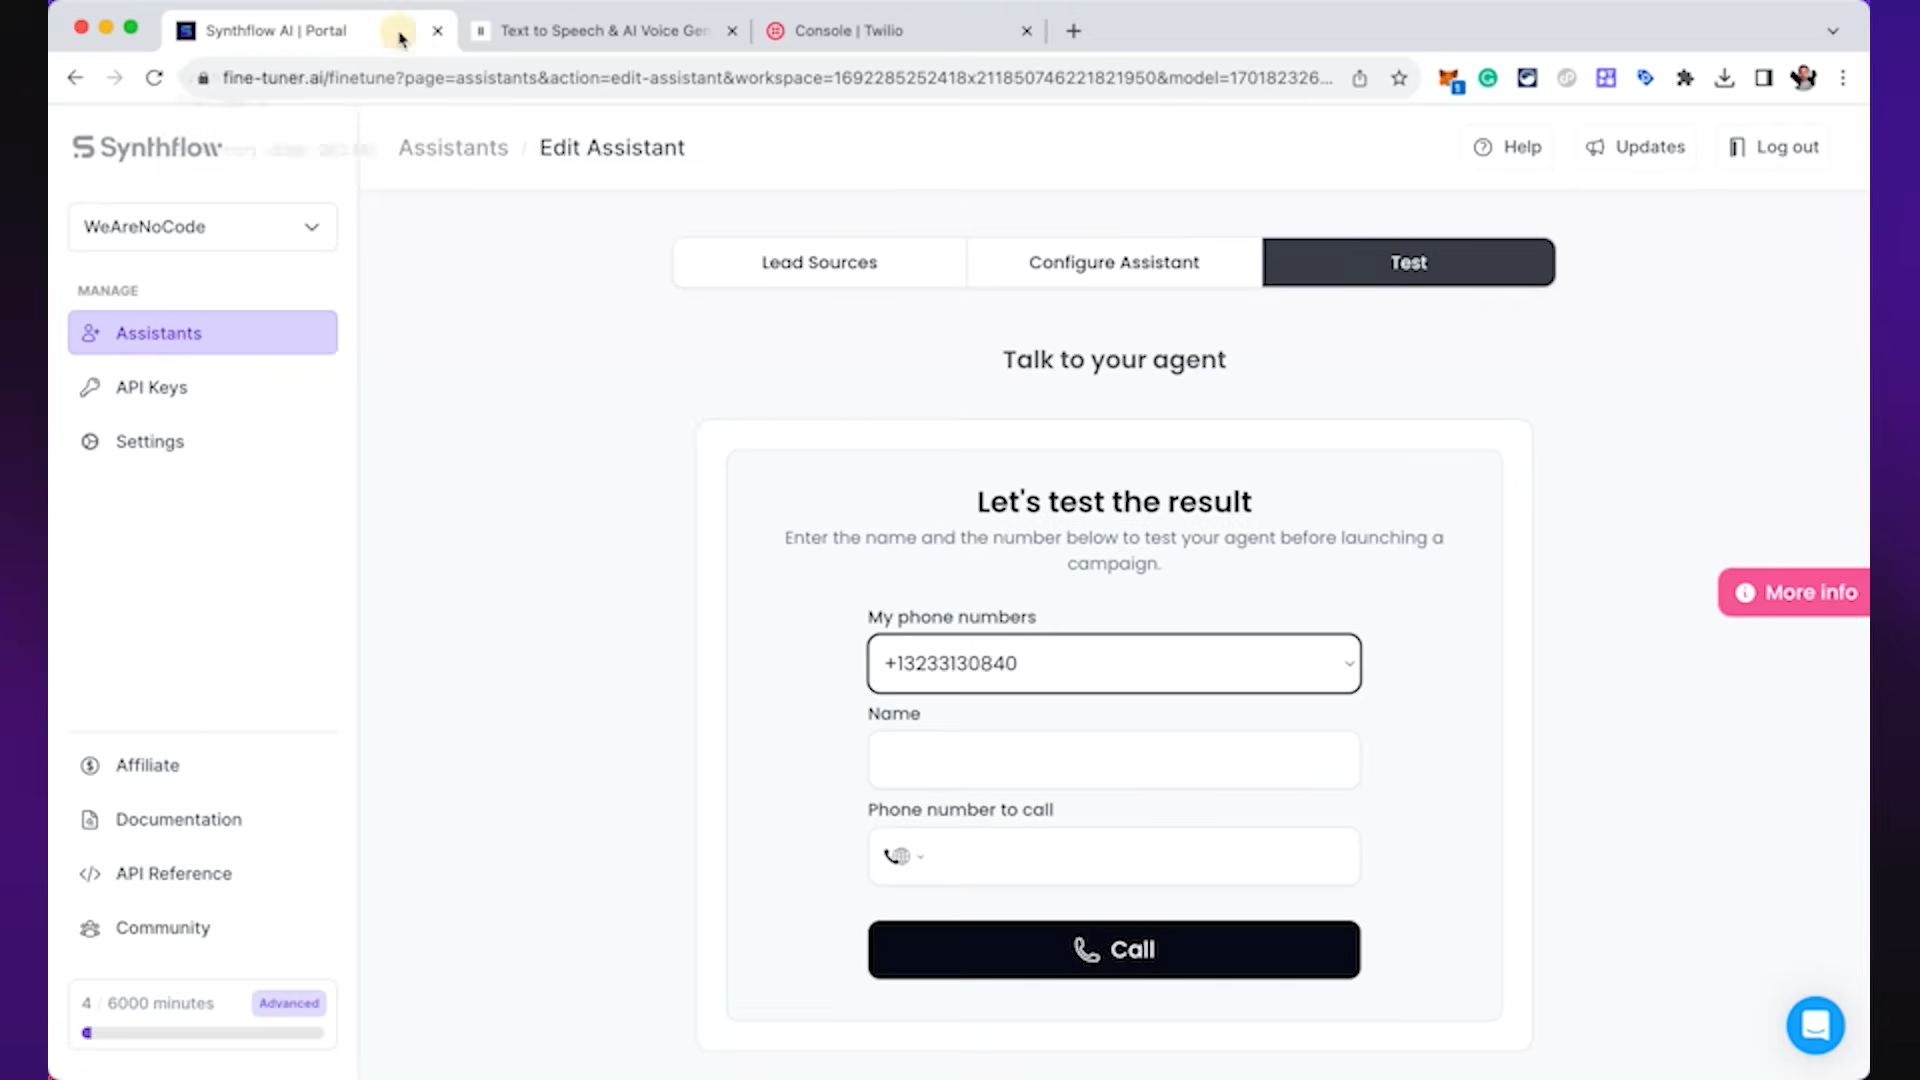 Synthflow AI | Portal
Text to Speech & AI Voice Gen
Console | Twilio
fine-tuner.ai/finetune?page=assistants&action=edit-assistant&workspace=1692285252418x211850746221821950&model=170182326...
Synthflow
Assistants / Edit Assistant
Help
Updates
Log out
WeAreNoCode
MANAGE
Assistants
API Keys
Settings
Affiliate
Documentation
API Reference
Community
4 / 6000 minutes
Advanced
Lead Sources
Configure Assistant
Test
Talk to your agent
Let's test the result
Enter the name and the number below to test your agent before launching a
campaign.
My phone numbers
+13233130840
Name
Phone number to call
Call
More info